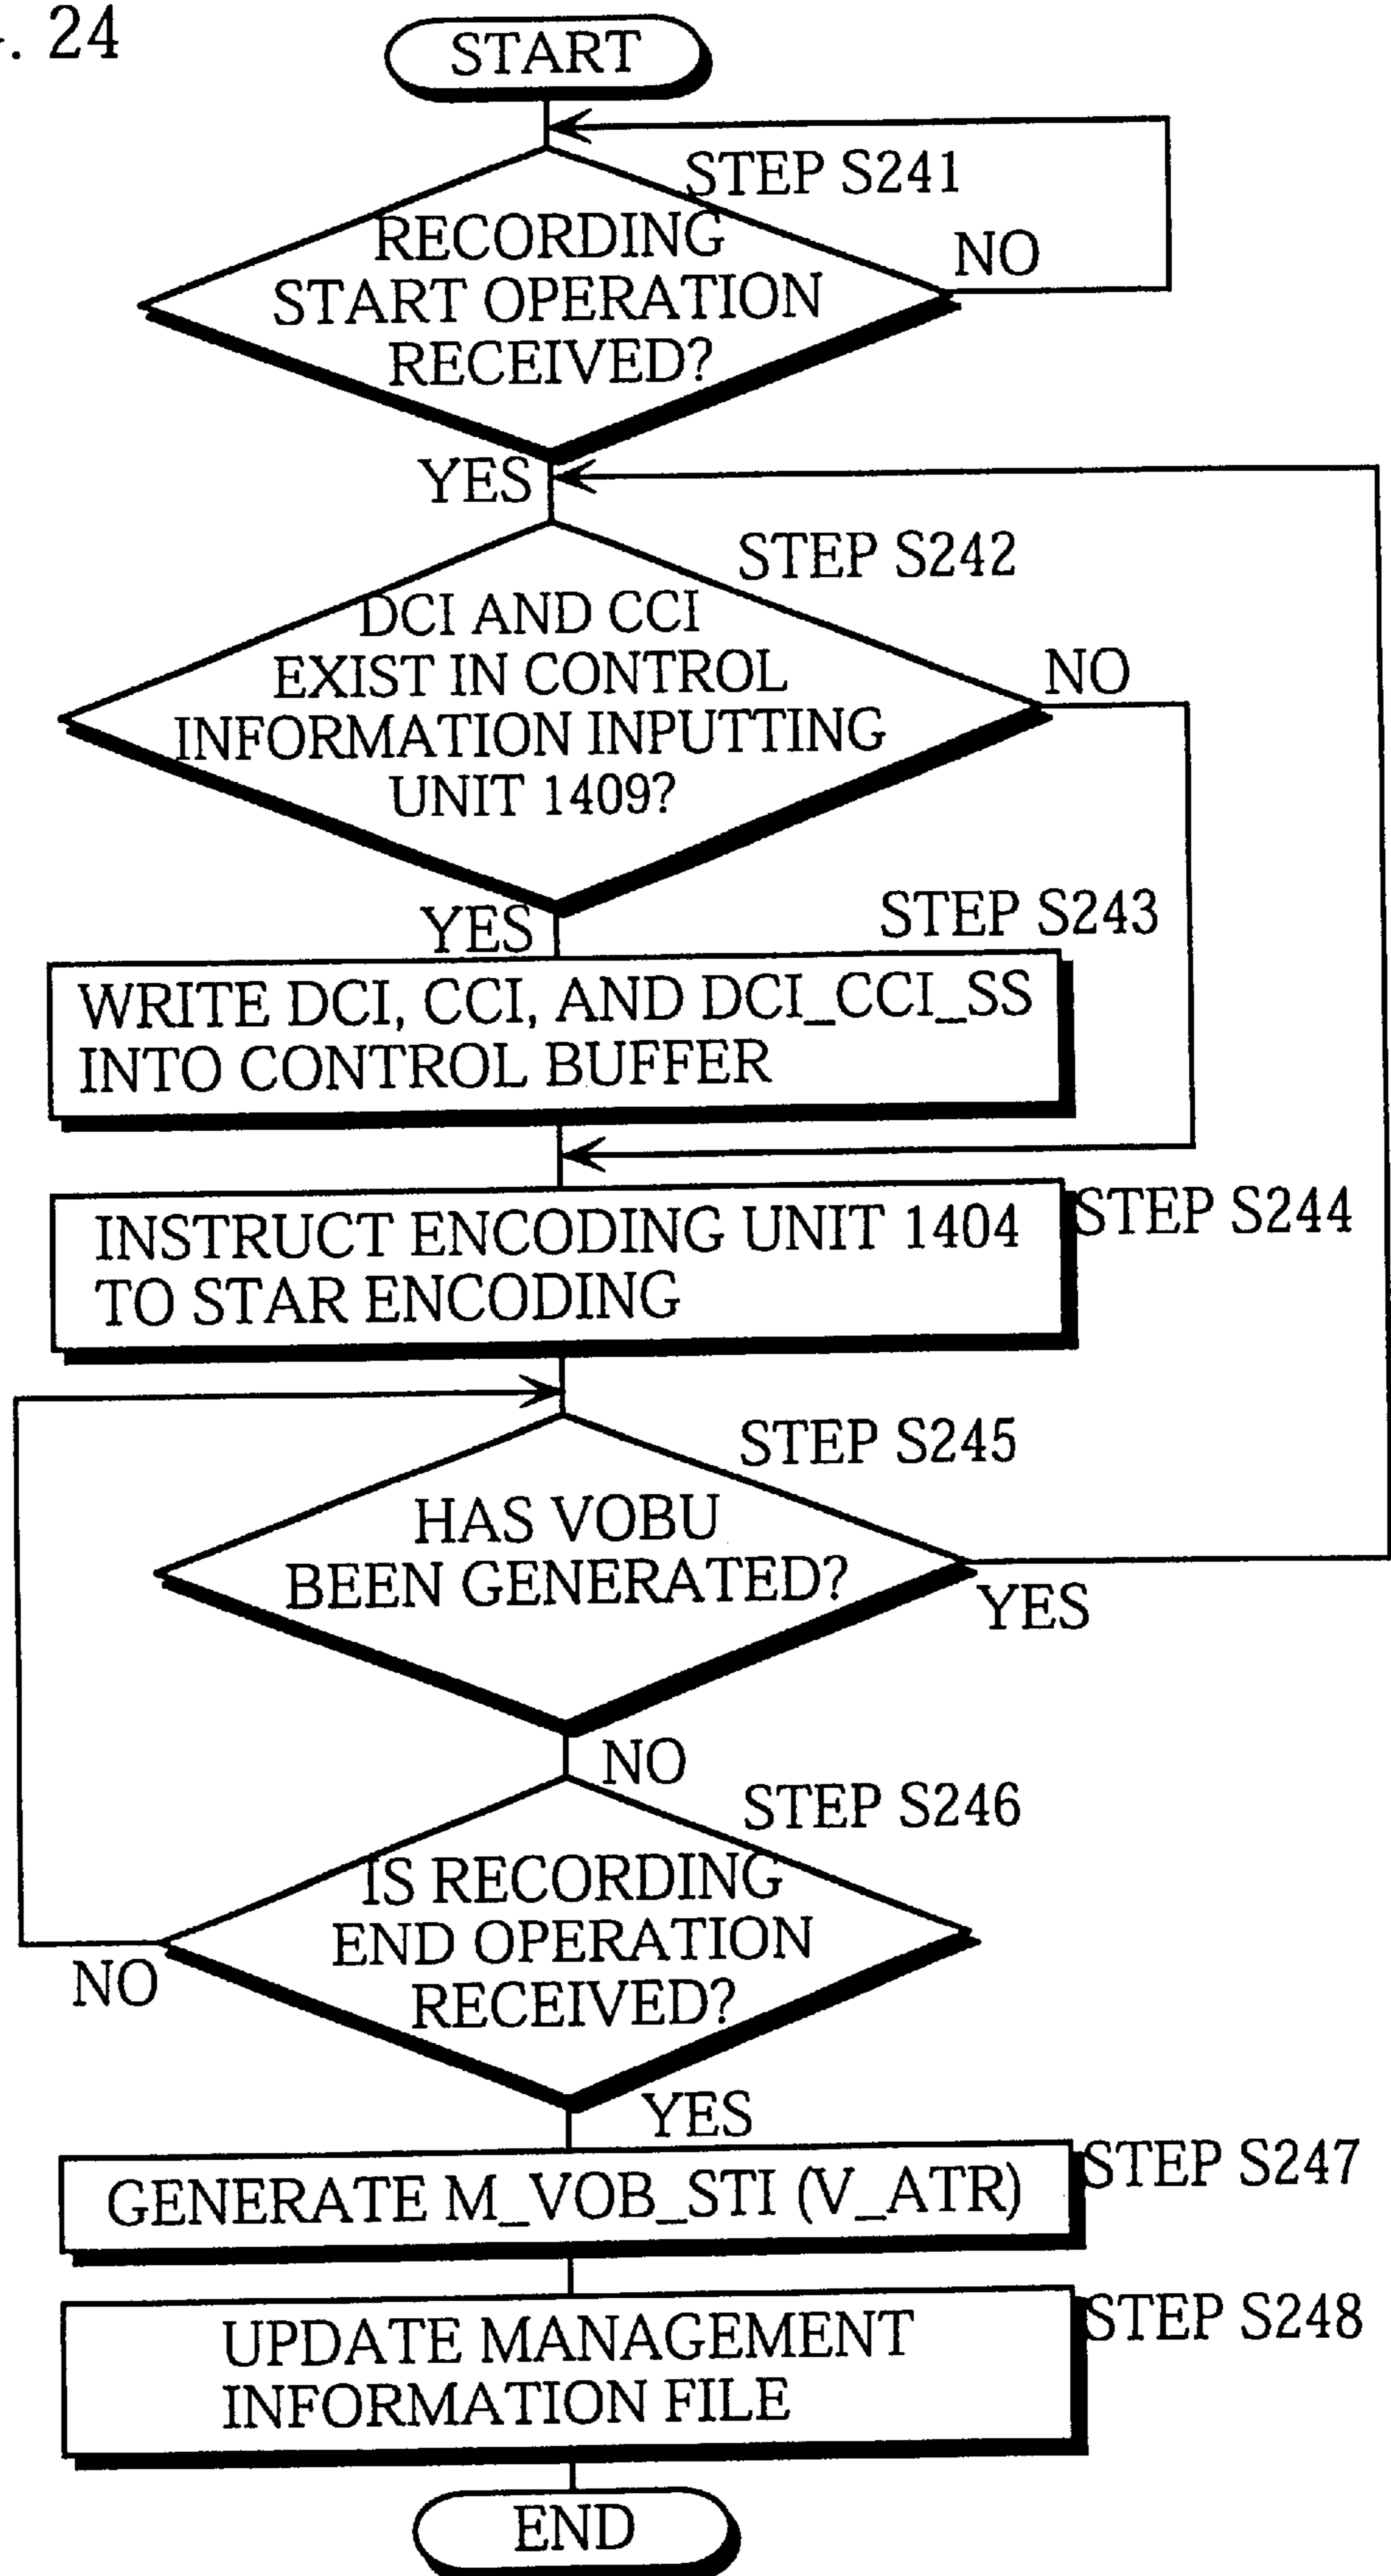 . 24
START
STEP S241
RECORDING
START OPERATION
RECEIVED?
NO
YES
STEP S242
DCI AND CCI
EXIST IN CONTROL
INFORMATION INPUTTING
UNIT 1409?
NO
YES
STEP S243
WRITE DCI, CCI, AND DCI_CCI_SS
INTO CONTROL BUFFER
STEP S244
INSTRUCT ENCODING UNIT 1404
TO STAR ENCODING
STEP S245
HAS VOBU
BEEN GENERATED?
YES
NO
STEP S246
IS RECORDING
END OPERATION
RECEIVED?
NO
YES
STEP S247
GENERATE M_VOB_STI (V_ATR)
STEP S248
UPDATE MANAGEMENT
INFORMATION FILE
END